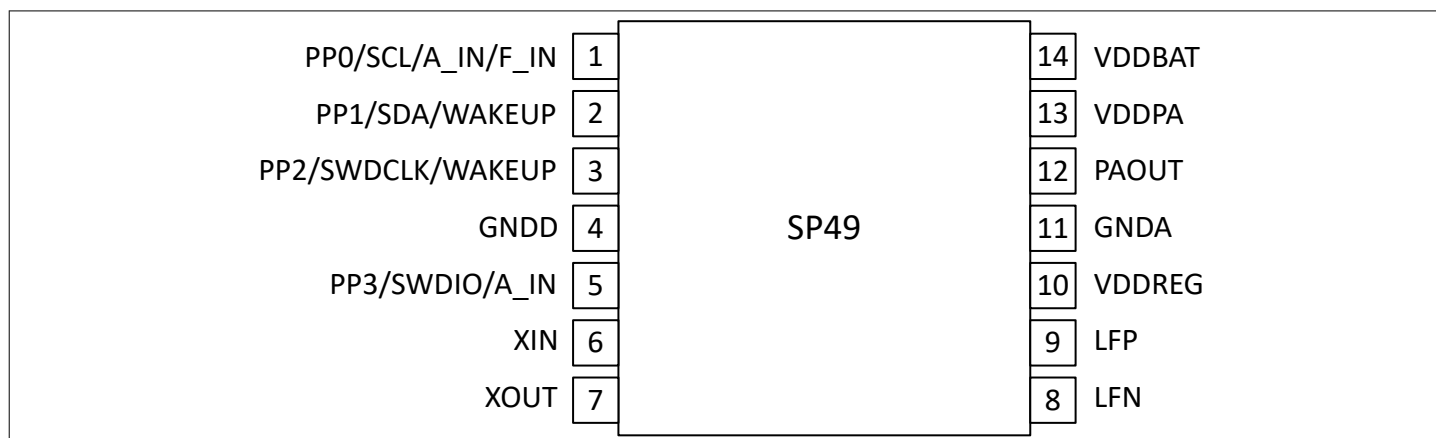 PP0/SCL/A_IN/F_IN 1 14 VDDBAT
PP1/SDA/WAKEUP 2 13 VDDPA
PP2/SWDCLK/WAKEUP 3 12 PAOUT
GNDD 4 SP49 11 GNDA
PP3/SWDIO/A_IN 5 10 VDDREG
XIN 6 9 LFP
XOUT 7 8 LFN